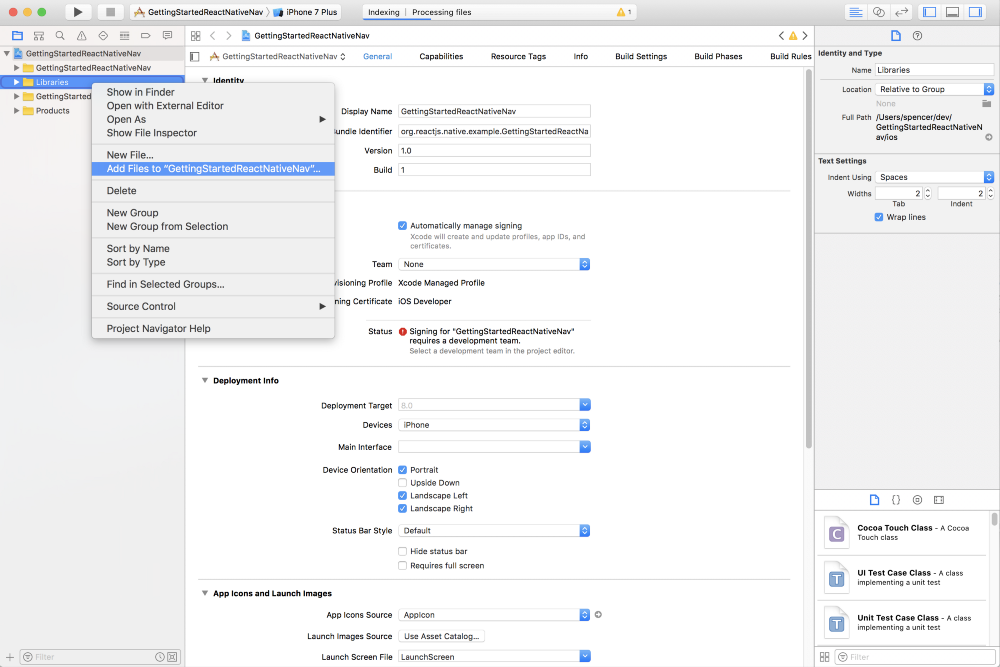 GettingStartedReactNativeNav
iPhone 7 Plus
Indexing
Processing files
1
GettingStartedReactNativeNav
GettingStartedReactNativeNav
Libraries
GettingStarted
Products
Show in Finder
Open with External Editor
Open As
Show File Inspector
New File...
Add Files to "GettingStartedReactNativeNav"...
Delete
New Group
New Group from Selection
Sort by Name
Sort by Type
Find in Selected Groups...
Source Control
Project Navigator Help
Filter
GettingStartedReactNativeNav
GettingStartedReactNativeNav
General
Capabilities
Resource Tags
Info
Build Settings
Build Phases
Build Rules
Identity
Display Name
GettingStartedReactNativeNav
undle Identifier
org.reactjs.native.example.GettingStartedReactNa
Version
1.0
Build
1
Automatically manage signing
Xcode will create and update profiles, app IDs, and
certificates.
Team
None
visioning Profile
Xcode Managed Profile
ning Certificate
iOS Developer
Status
Signing for "GettingStartedReactNativeNav"
requires a development team.
Select a development team in the project editor.
Deployment Info
Deployment Target
8.0
Devices
iPhone
Main Interface
Device Orientation
Portrait
Upside Down
Landscape Left
Landscape Right
Status Bar Style
Default
Hide status bar
Requires full screen
App Icons and Launch Images
App Icons Source
AppIcon
Launch Images Source
Use Asset Catalog...
Launch Screen File
LaunchScreen
Identity and Type
Name
Libraries
Location
Relative to Group
None
Full Path
/Users/spencer/dev/
GettingStartedReactNativeNa
v/ios
Text Settings
Indent Using
Spaces
Widths
2
2
Tab
Indent
Wrap lines
{ }
C
Cocoa Touch Class - A Cocoa
Touch class
T
UI Test Case Class - A class
implementing a unit test
T
Unit Test Case Class - A class
implementing a unit test
Filter